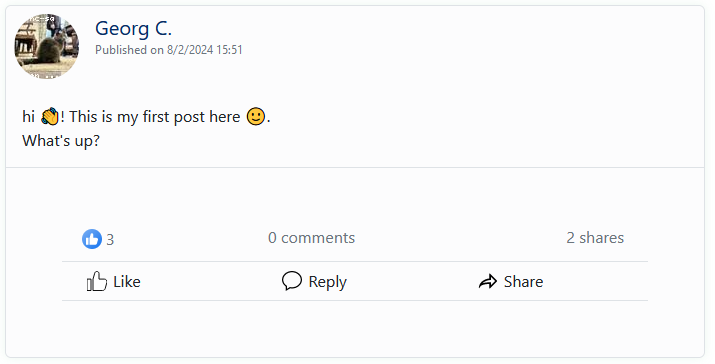 Georg C.
Published on 8/2/2024 15:51
hi 👏! This is my first post here 🙂.
What's up?
3
0 comments
2 shares
Like
Reply
Share